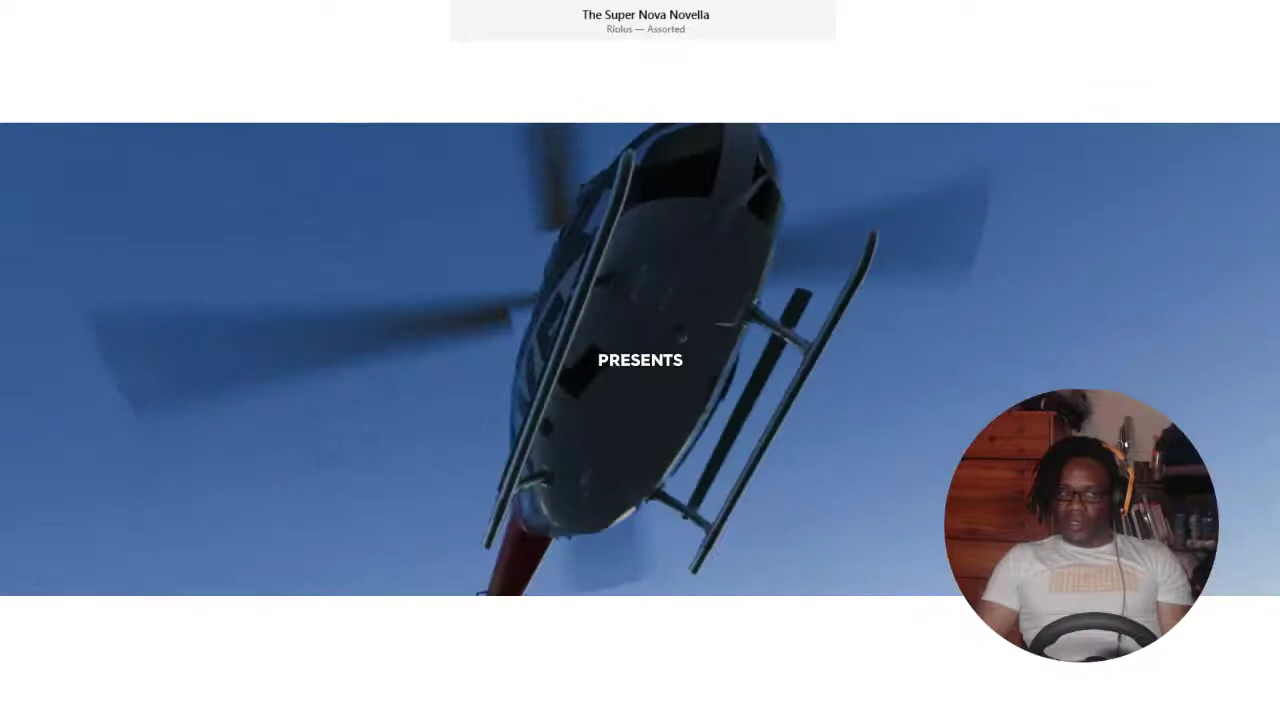 The Super Nova Novella
Riolus — Assorted
PRESENTS